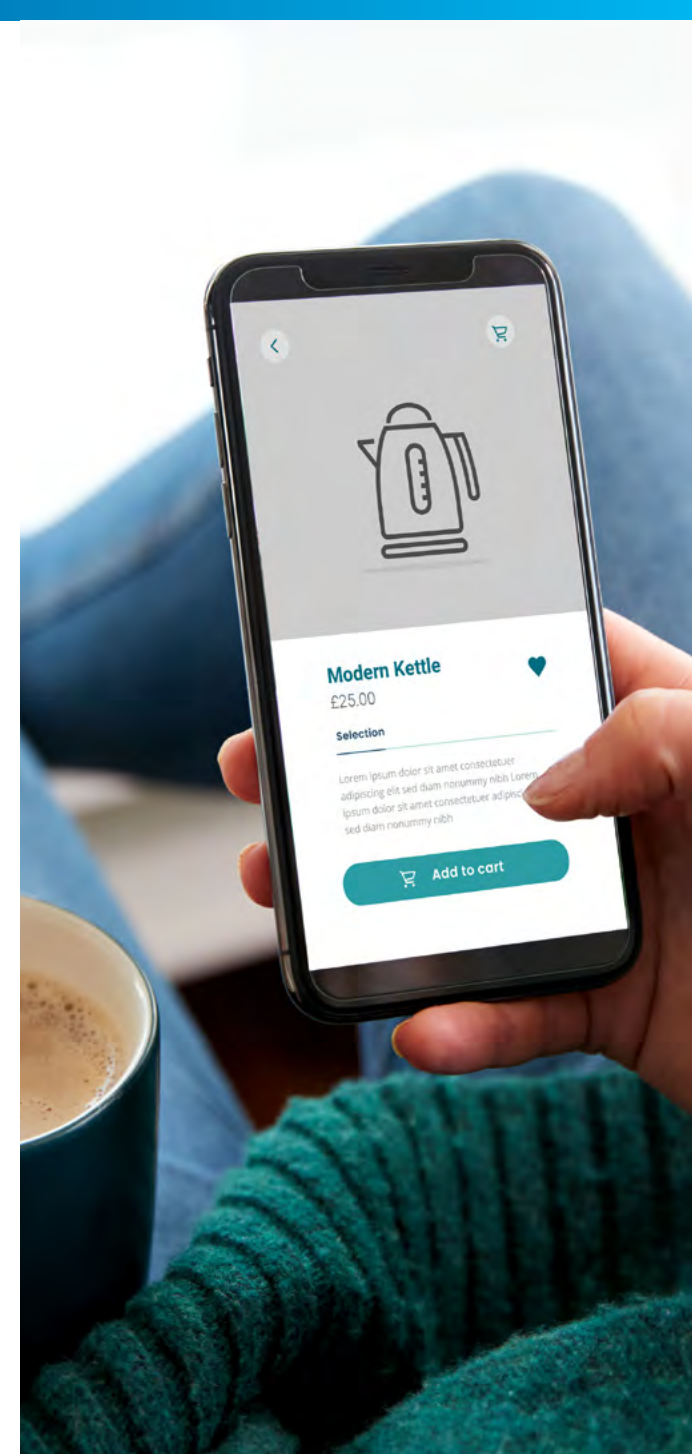 Modern Kettle
£25.00
Selection
Lorem ipsum dolor sit amet consectetuer
adipiscing elit sed diam nonummy nibh Lorem
ipsum dolor sit amet consectetuer
sed diam nonummy nibh
Add to cart